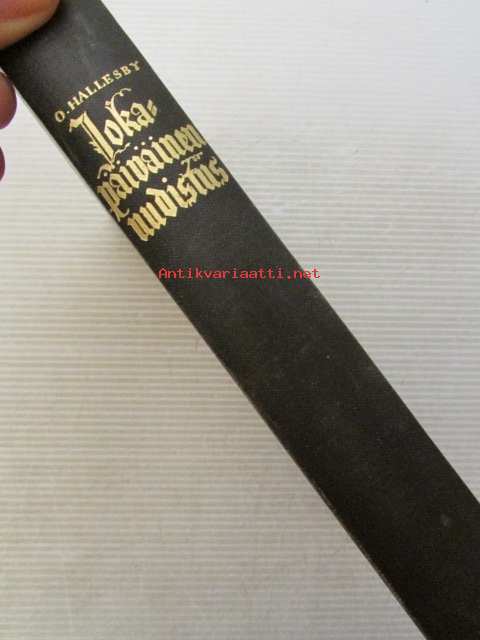 O. HALLESBY
Joka-
päiväinen
uudistus
Antikvariaatti.net